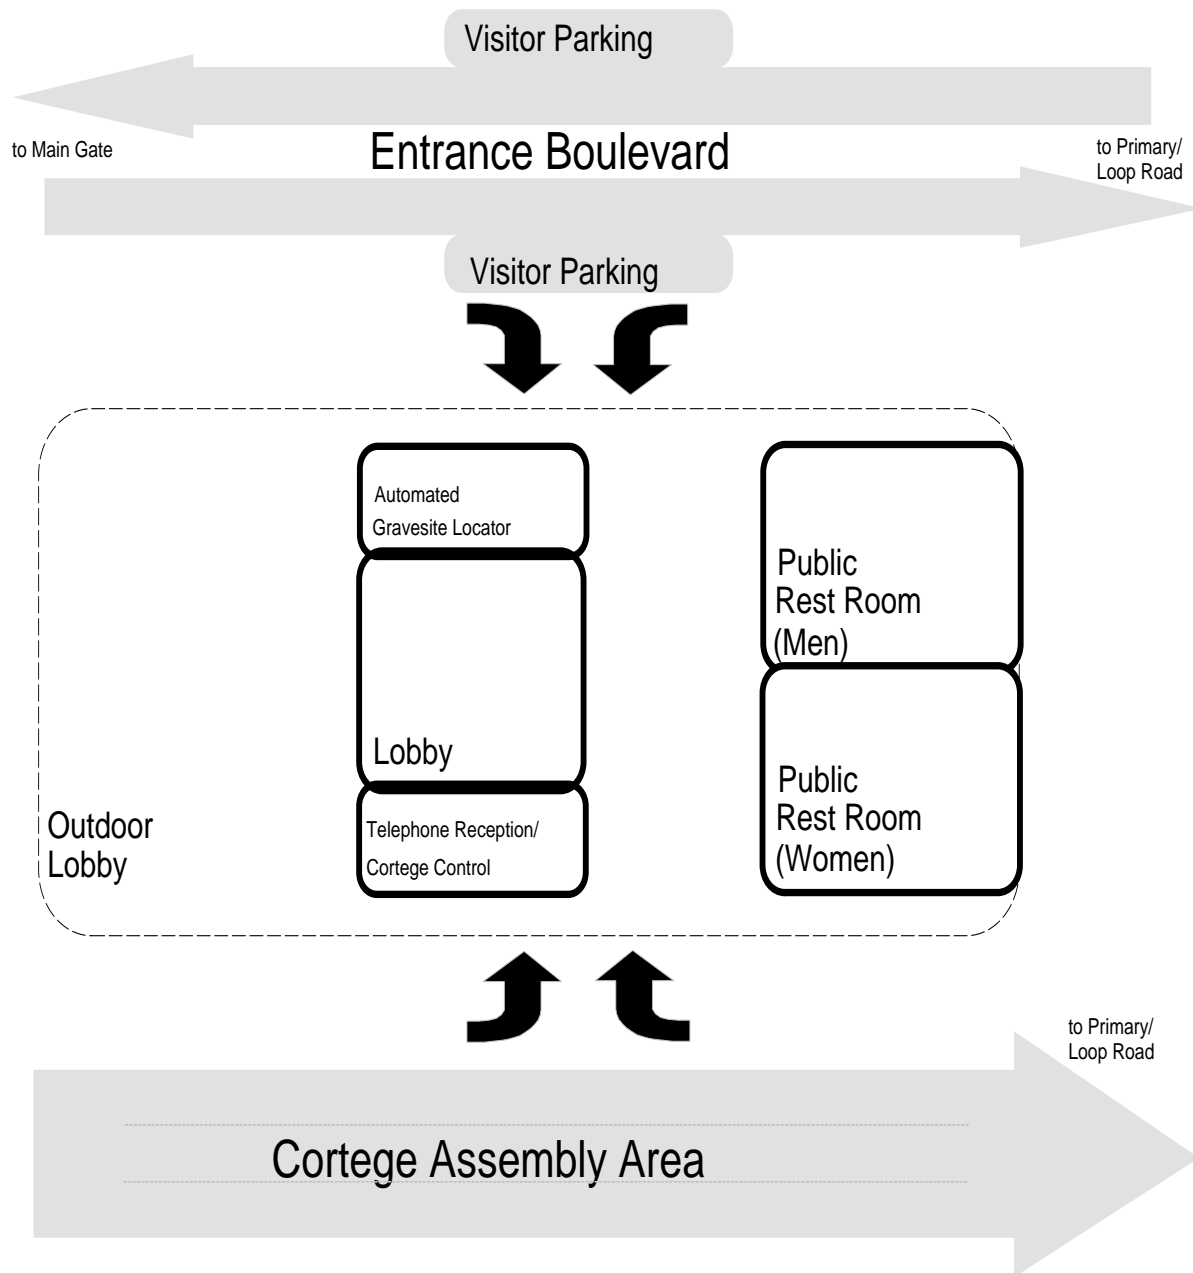 Visitor Parking
to Main Gate
Entrance Boulevard
to Primary/
Loop Road
Visitor Parking
Automated
Gravesite Locator
Public
Rest Room
(Men)
Lobby
Outdoor
Lobby
Telephone Reception/
Cortege Control
Public
Rest Room
(Women)
to Primary/
Loop Road
Cortege Assembly Area